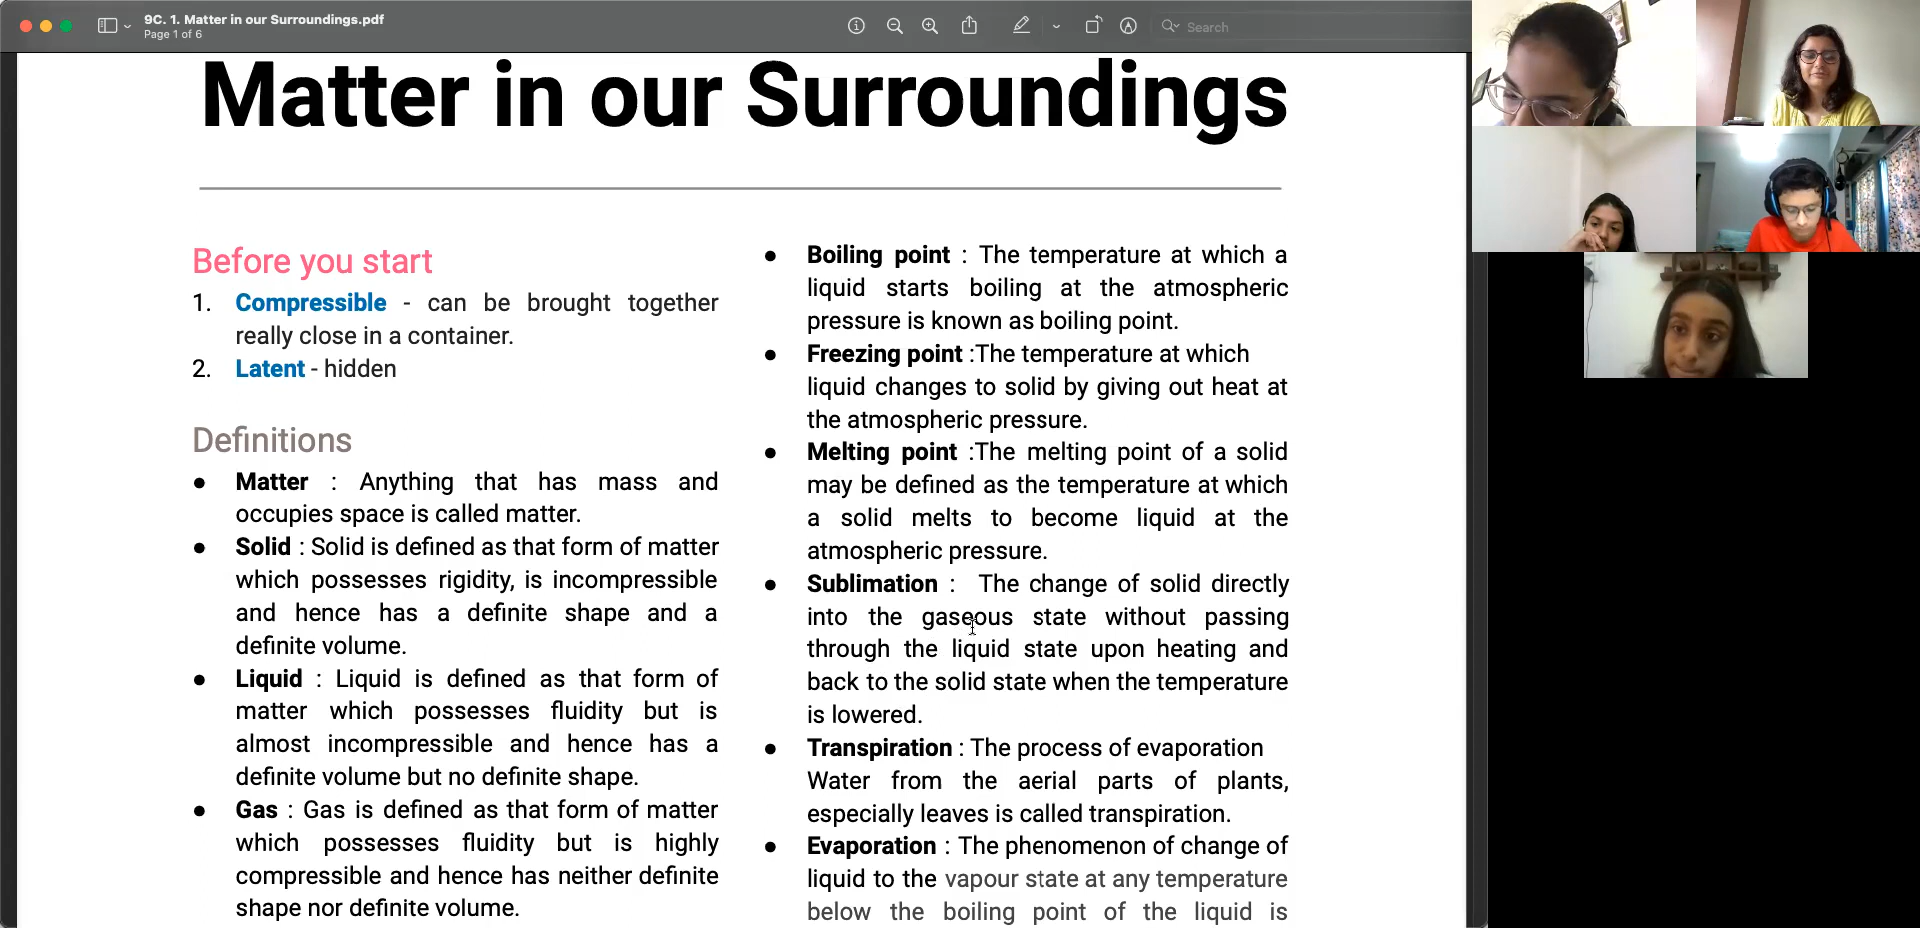 9C. 1. Matter in our Surroundings.pdf
Page 1 of 6
Search
Matter in our Surroundings
Before you start
1. Compressible - can be brought together
really close in a container.
2. Latent - hidden
Definitions
● Matter : Anything that has mass and
occupies space is called matter.
● Solid : Solid is defined as that form of matter
which possesses rigidity, is incompressible
and hence has a definite shape and a
definite volume.
● Liquid : Liquid is defined as that form of
matter which possesses fluidity but is
almost incompressible and hence has a
definite volume but no definite shape.
● Gas : Gas is defined as that form of matter
which possesses fluidity but is highly
compressible and hence has neither definite
shape nor definite volume.
● Boiling point : The temperature at which a
liquid starts boiling at the atmospheric
pressure is known as boiling point.
● Freezing point :The temperature at which
liquid changes to solid by giving out heat at
the atmospheric pressure.
● Melting point :The melting point of a solid
may be defined as the temperature at which
a solid melts to become liquid at the
atmospheric pressure.
● Sublimation : The change of solid directly
into the gaseous state without passing
through the liquid state upon heating and
back to the solid state when the temperature
is lowered.
● Transpiration : The process of evaporation
Water from the aerial parts of plants,
especially leaves is called transpiration.
● Evaporation : The phenomenon of change of
liquid to the vapour state at any temperature
below the boiling point of the liquid is